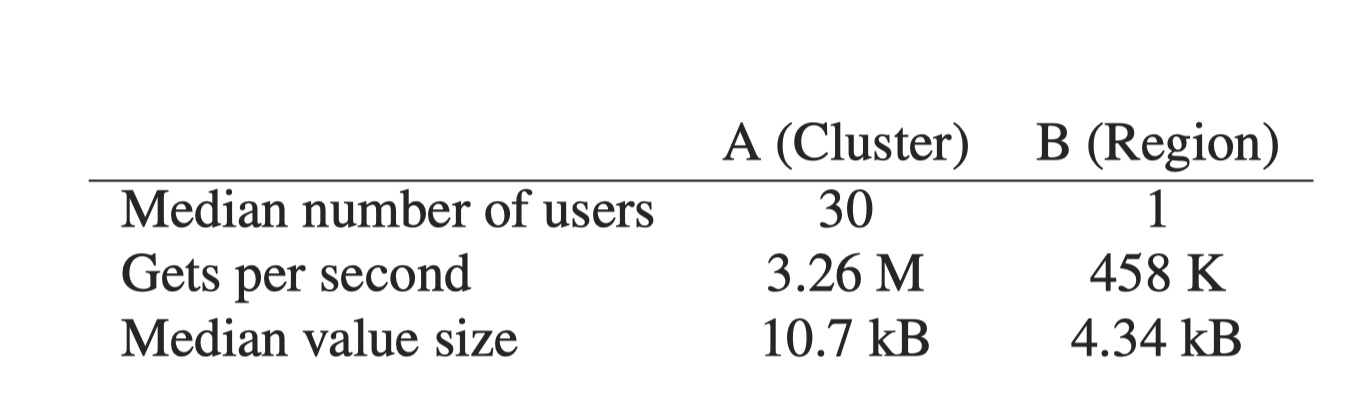 A (Cluster) B (Region)
Median number of users 30 1
Gets per second 3.26 M 458 K
Median value size 10.7 kB 4.34 kB